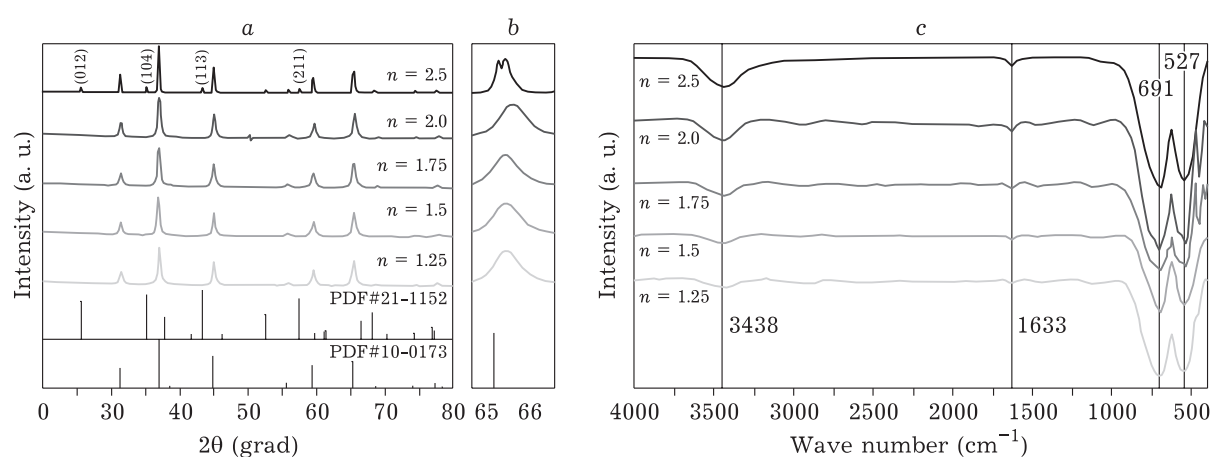 a
b
c
(012)
(104)
(113)
(211)
n = 2.5
n = 2.0
n = 1.75
n = 1.5
n = 1.25
PDF#21-1152
PDF#10-0173
Intensity (a. u.)
0 30 40 50 60 70 80
2θ (grad)
65 66
n = 2.5
n = 2.0
n = 1.75
n = 1.5
n = 1.25
527
691
3438
1633
Intensity (a. u.)
4000 3500 3000 2500 2000 1500 1000 500
Wave number (cm⁻¹)